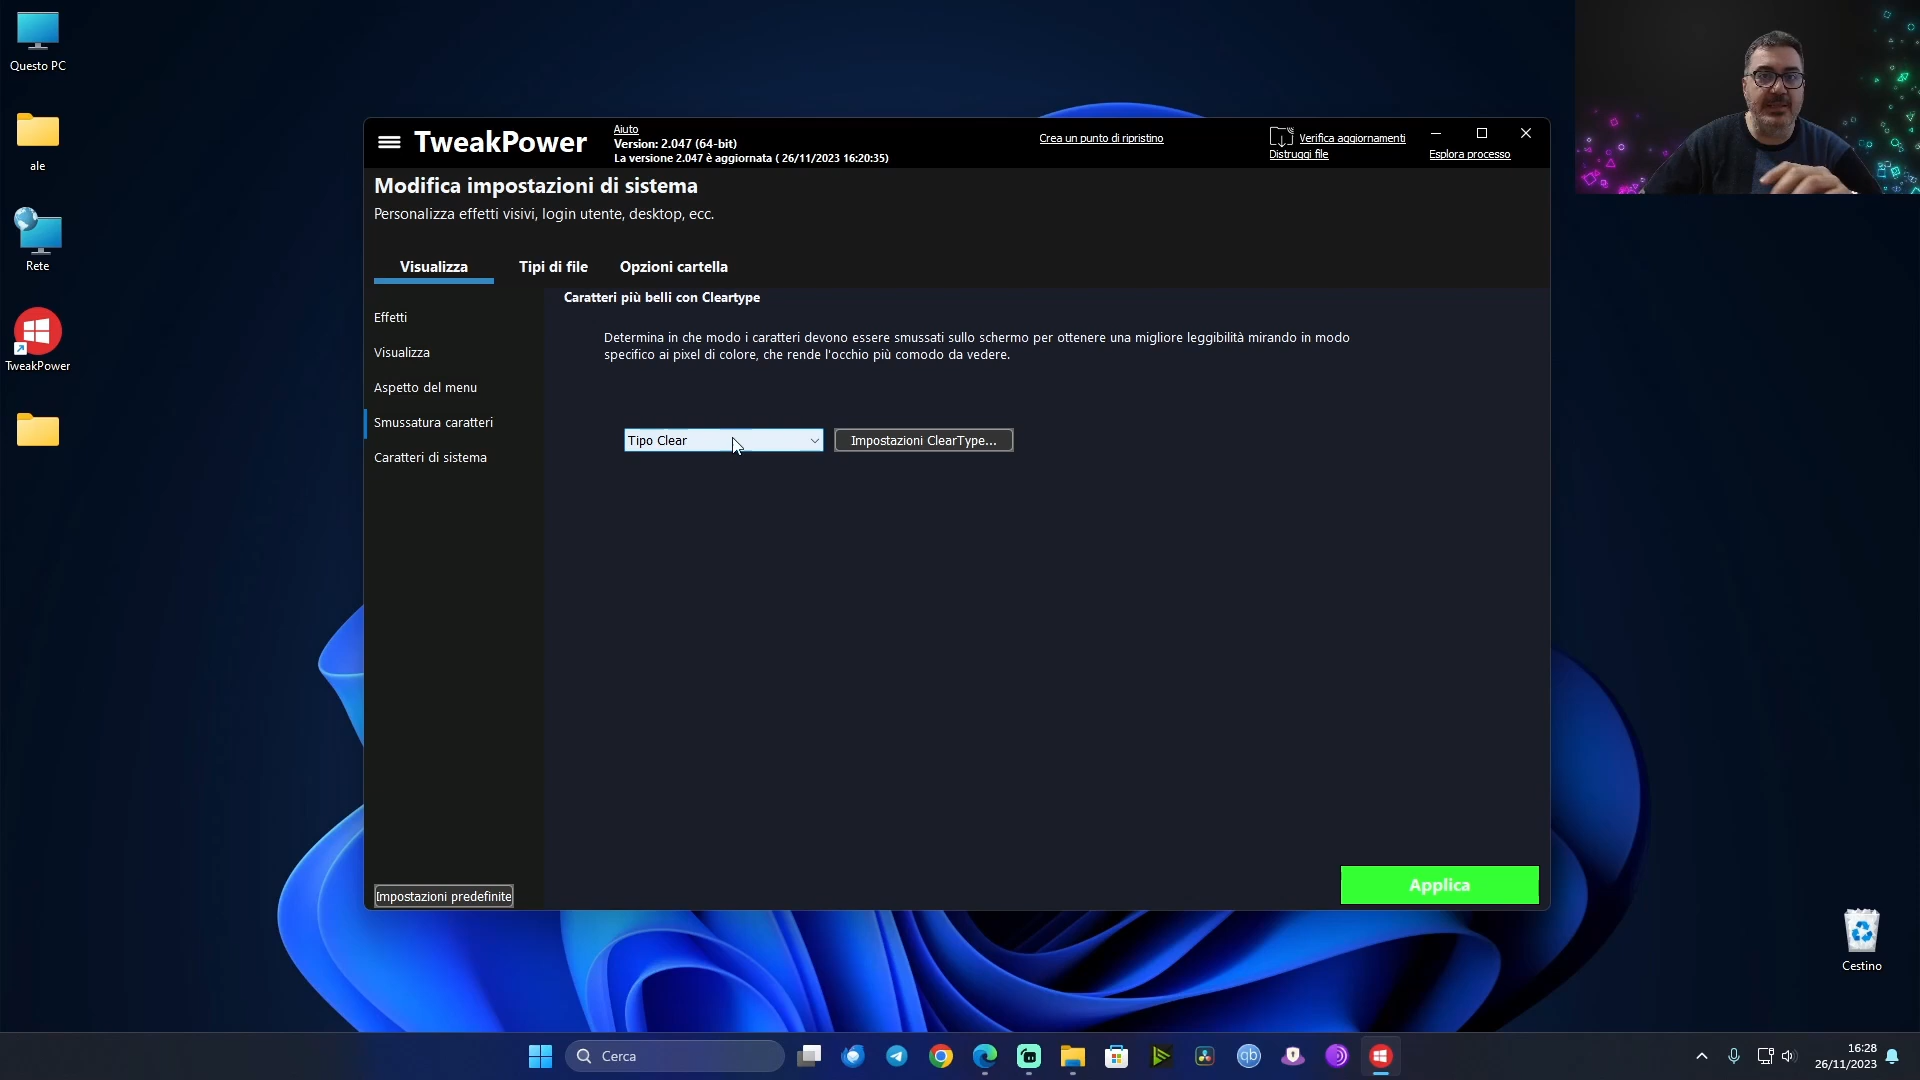 Questo PC
ale
Rete
TweakPower
TweakPower
Aiuto
Version: 2.047 (64-bit)
La versione 2.047 è aggiornata ( 26/11/2023 16:20:35)
Crea un punto di ripristino
Verifica aggiornamenti
Distruggi file
Esplora processo
Modifica impostazioni di sistema
Personalizza effetti visivi, login utente, desktop, ecc.
Visualizza
Tipi di file
Opzioni cartella
Effetti
Visualizza
Aspetto del menu
Smussatura caratteri
Caratteri di sistema
Caratteri più belli con Cleartype
Determina in che modo i caratteri devono essere smussati sullo schermo per ottenere una migliore leggibilità mirando in modo
specifico ai pixel di colore, che rende l'occhio più comodo da vedere.
Tipo Clear
Impostazioni ClearType...
Impostazioni predefinite
Applica
Cestino
Cerca
qb
16:28
26/11/2023